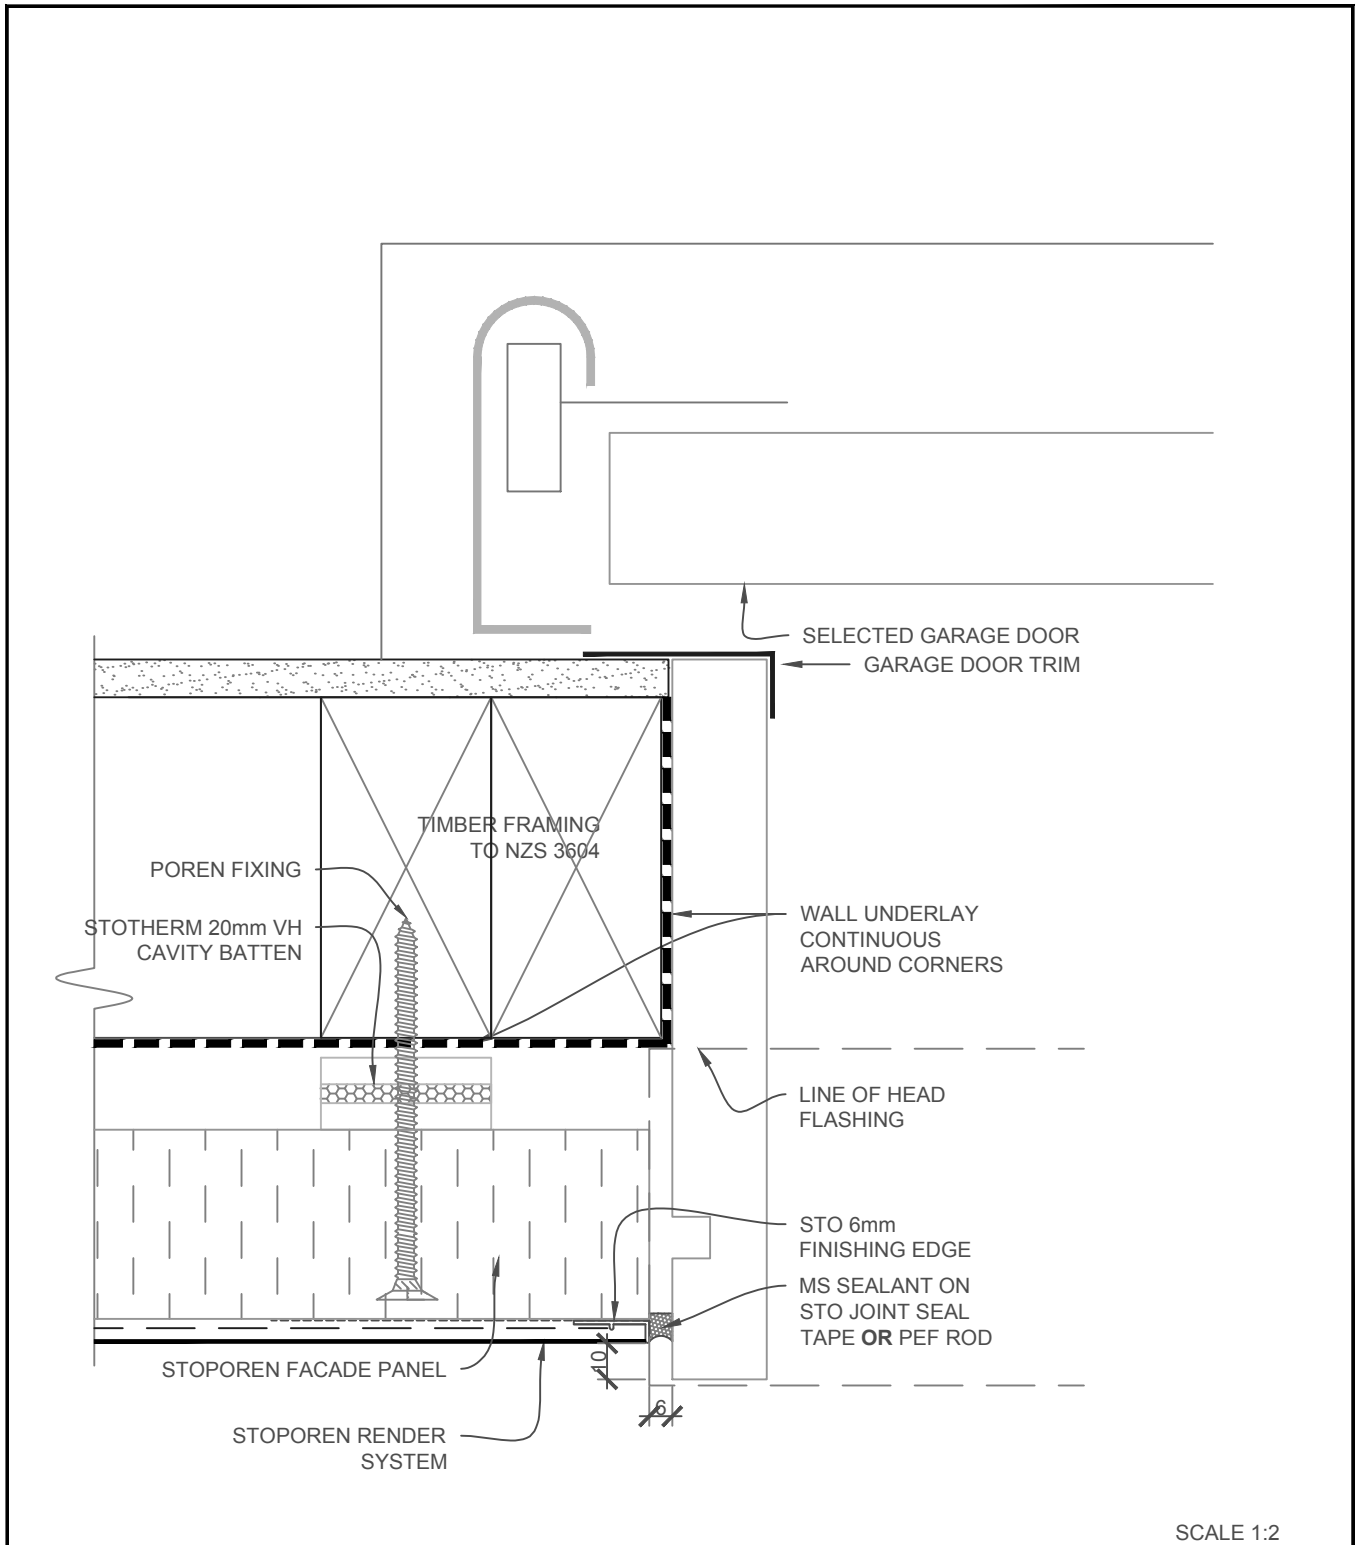 SELECTED GARAGE DOOR
GARAGE DOOR TRIM
TIMBER FRAMING
TO NZS 3604
POREN FIXING
STOTHERM 20mm VH
CAVITY BATTEN
WALL UNDERLAY
CONTINUOUS
AROUND CORNERS
LINE OF HEAD
FLASHING
STO 6mm
FINISHING EDGE
MS SEALANT ON
STO JOINT SEAL
TAPE OR PEF ROD
10
6
STOPOREN FACADE PANEL
STOPOREN RENDER
SYSTEM
SCALE 1:2